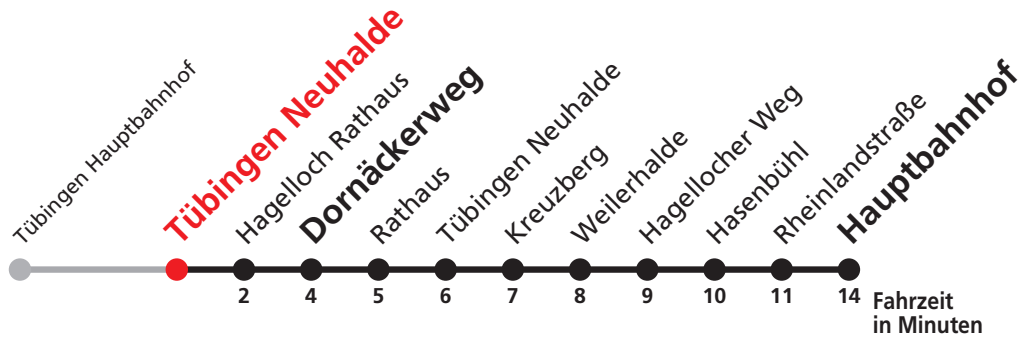 Tübingen Hauptbahnhof
Tübingen Neuhalde
Hagelloch Rathaus
Dornäckerweg
Rathaus
Tübingen Neuhalde
Kreuzberg
Weilerhalde
Hagellocher Weg
Hasenbühl
Rheinlandstraße
Hauptbahnhof
2 4 5 6 7 8 9 10 11 14
Fahrzeit
in Minuten